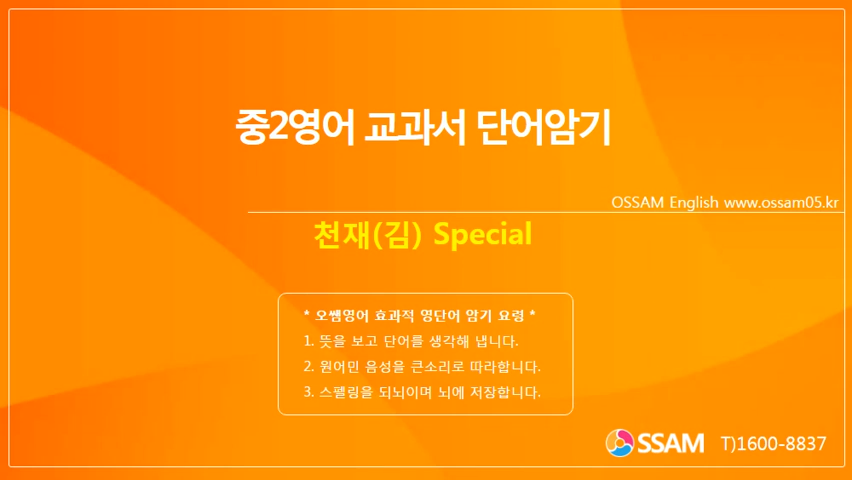 중2영어 교과서 단어암기
OSSAM English www.ossam05.kr
천재(김) Special
* 오쌤영어 효과적 영단어 암기 요령 *
1. 뜻을 보고 단어를 생각해 냅니다.
2. 원어민 음성을 큰소리로 따라합니다.
3. 스펠링을 되뇌이며 뇌에 저장합니다.
OSSAM T)1600-8837